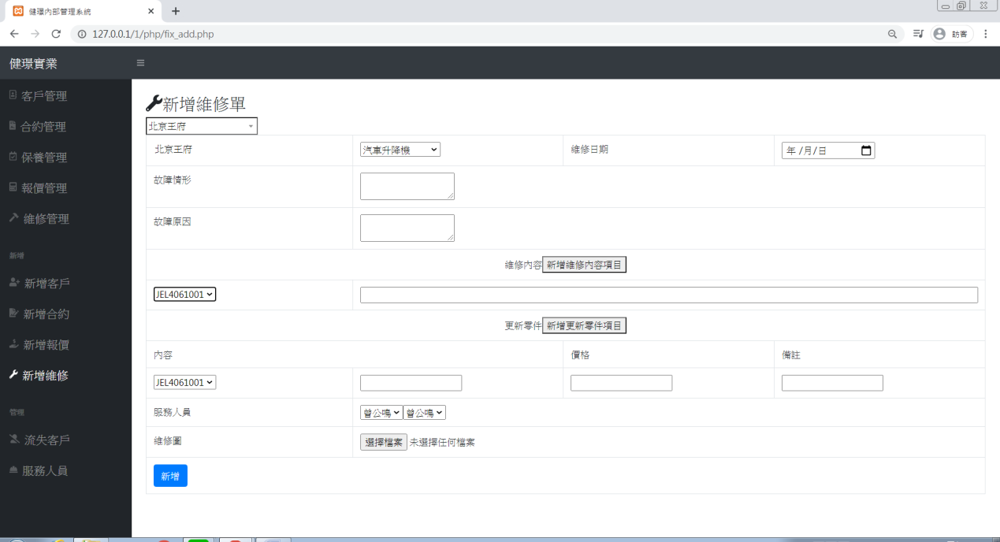 健環內部管理系統
127.0.0.1/1/php/fix_add.php
訪客
健環實業
客戶管理
合約管理
保養管理
報價管理
維修管理
新增
新增客戶
新增合約
新增報價
新增維修
管理
流失客戶
服務人員
新增維修單
北京王府
北京王府 汽車升降機 維修日期 年 /月/日
故障情形
故障原因
維修內容 新增維修內容項目
JEL4061001
更新零件 新增更新零件項目
內容 價格 備註
JEL4061001
服務人員 曾公鳴 曾公鳴
維修圖 選擇檔案 未選擇任何檔案
新增